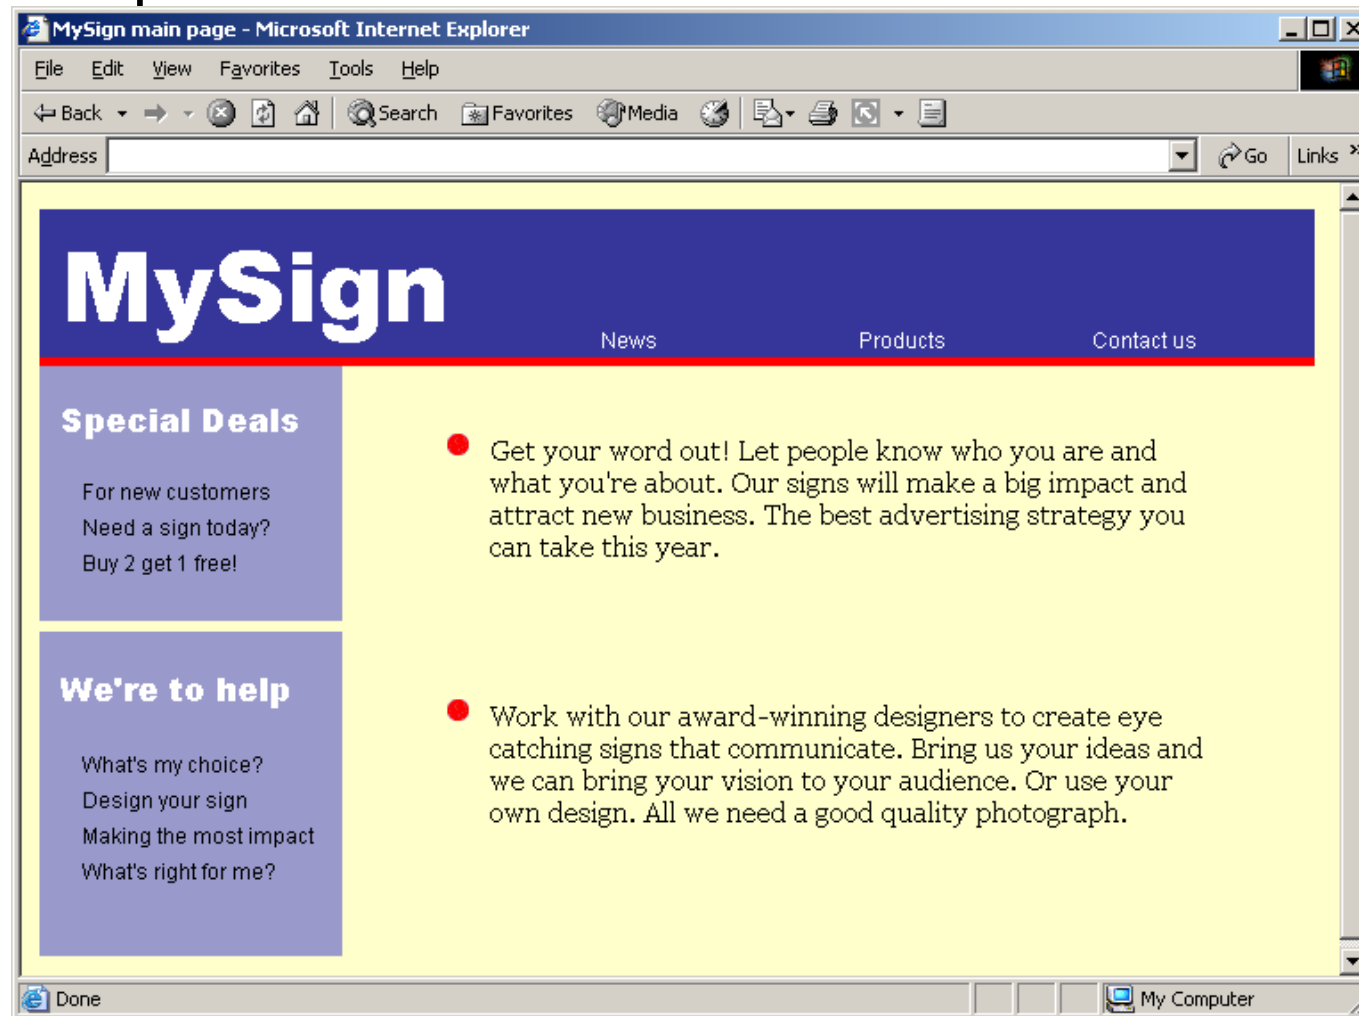 MySign main page - Microsoft Internet Explorer
File Edit View Favorites Tools Help
Back Search Favorites Media
Address Go Links »
MySign
News Products Contact us
Special Deals
For new customers
Need a sign today?
Buy 2 get 1 free!
We're to help
What's my choice?
Design your sign
Making the most impact
What's right for me?
Get your word out! Let people know who you are and
what you're about. Our signs will make a big impact and
attract new business. The best advertising strategy you
can take this year.
Work with our award-winning designers to create eye
catching signs that communicate. Bring us your ideas and
we can bring your vision to your audience. Or use your
own design. All we need a good quality photograph.
Done My Computer